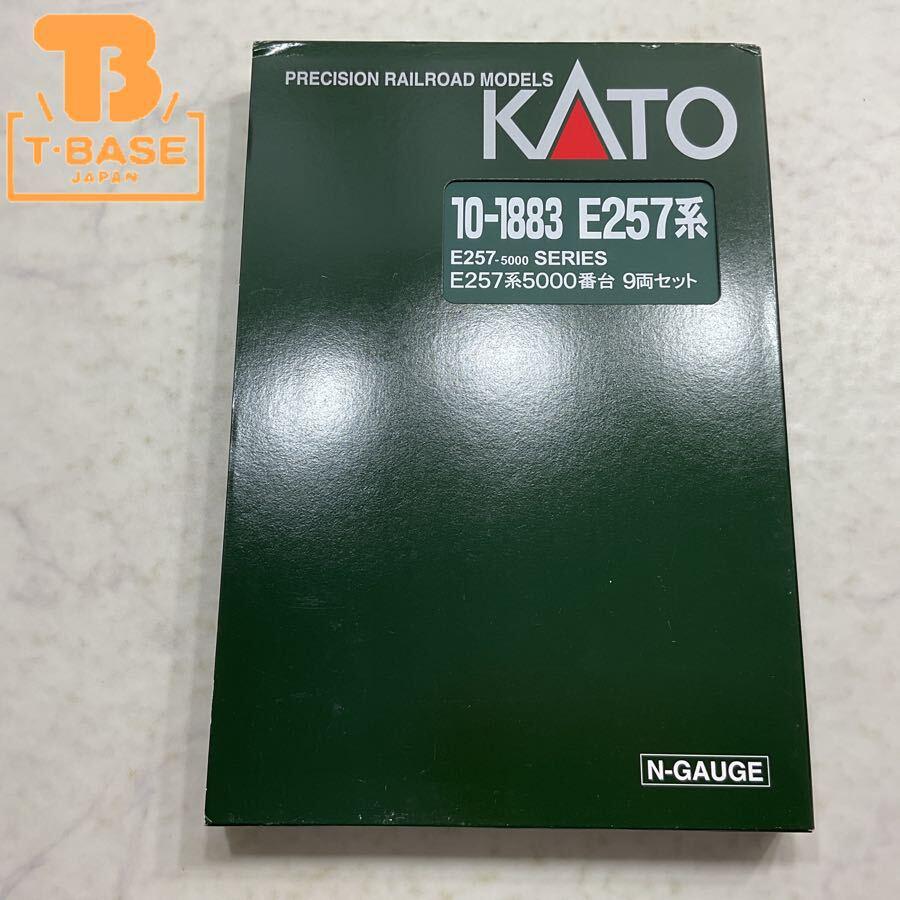 B
T・BASE
JAPAN
PRECISION RAILROAD MODELS
KATO
10-1883 E257系
E257-5000 SERIES
E257系5000番台 9両セット
N-GAUGE